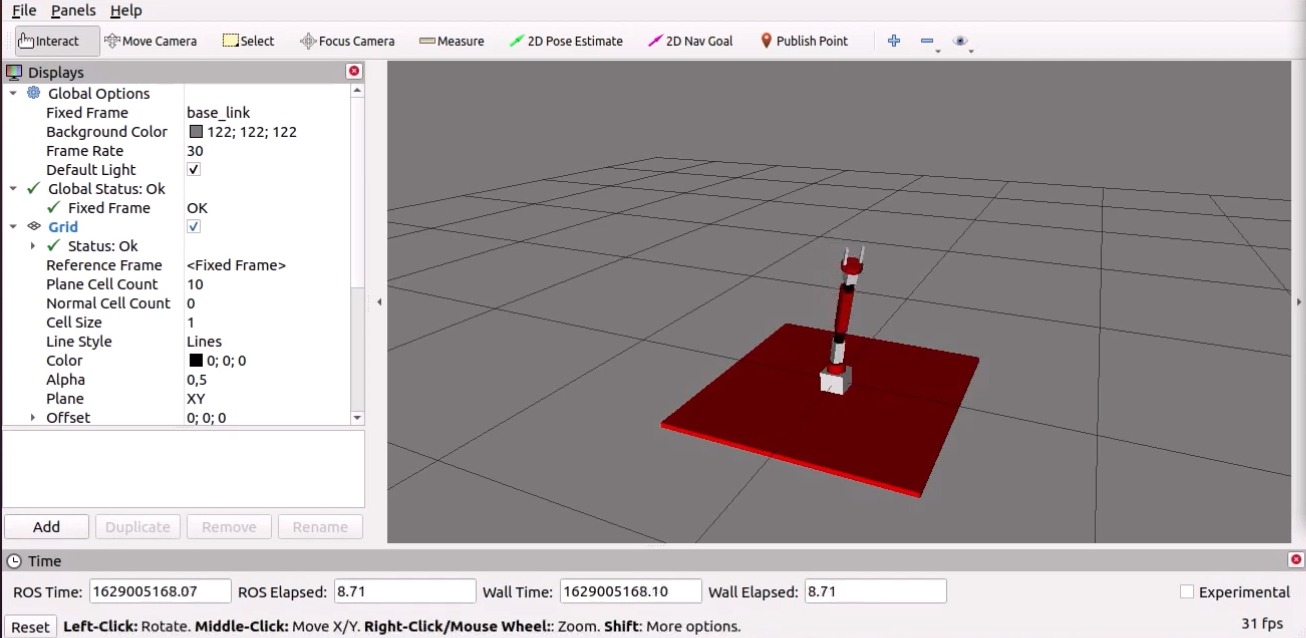 File Panels Help
Interact Move Camera Select Focus Camera Measure 2D Pose Estimate 2D Nav Goal Publish Point
Displays
Global Options
Fixed Frame base_link
Background Color 122; 122; 122
Frame Rate 30
Default Light
Global Status: Ok
Fixed Frame OK
Grid
Status: Ok
Reference Frame <Fixed Frame>
Plane Cell Count 10
Normal Cell Count 0
Cell Size 1
Line Style Lines
Color 0; 0; 0
Alpha 0,5
Plane XY
Offset 0; 0; 0
Add Duplicate Remove Rename
Time
ROS Time: 1629005168.07 ROS Elapsed: 8.71 Wall Time: 1629005168.10 Wall Elapsed: 8.71 Experimental
Reset Left-Click: Rotate. Middle-Click: Move X/Y. Right-Click/Mouse Wheel:: Zoom. Shift: More options. 31 fps